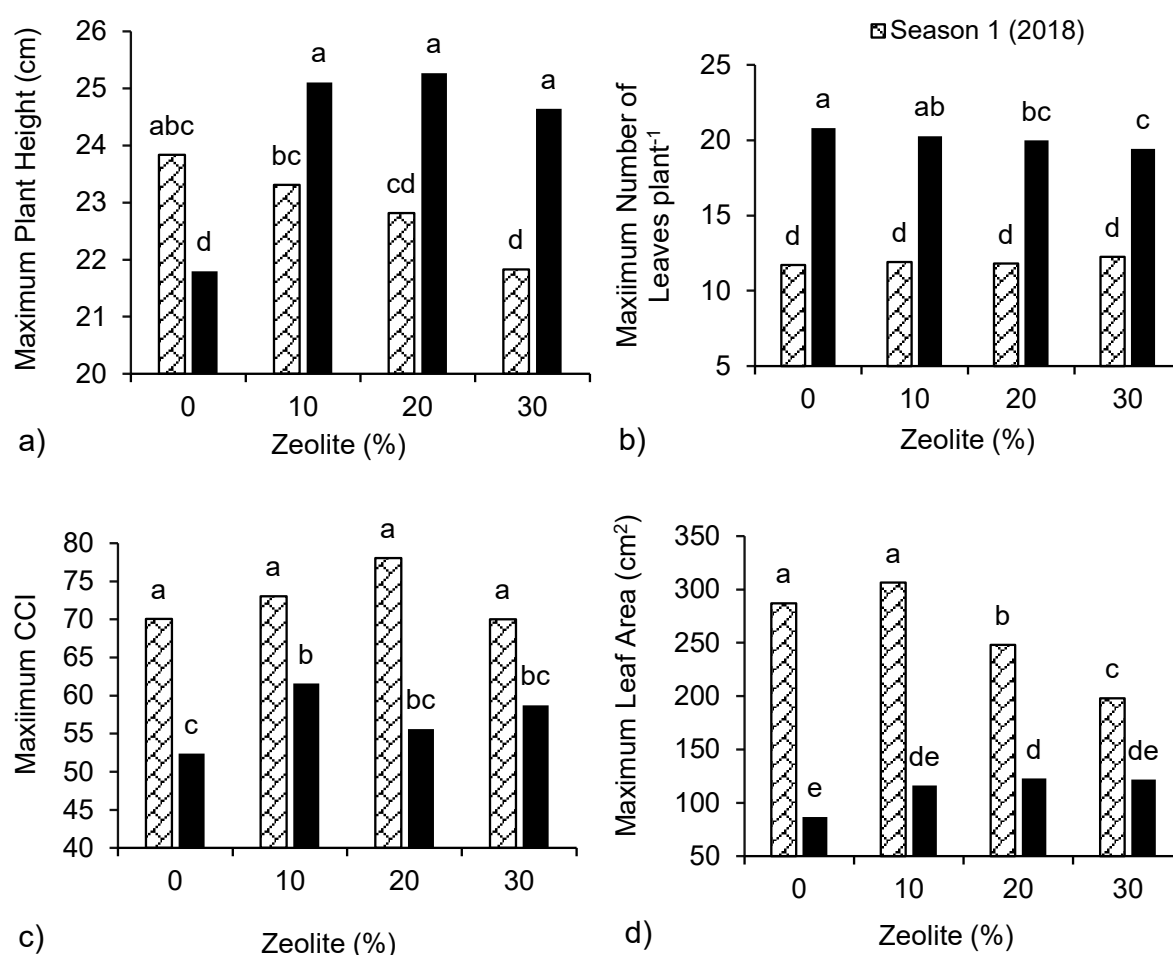 Maximum Plant Height (cm)
26
25
24
23
22
21
20
abc
d
bc
a
cd
a
d
a
0 10 20 30
Zeolite (%)
a)
Season 1 (2018)
Maxiimum Number of
Leaves plant-1
25
20
15
10
5
d
a
d
ab
d
bc
d
c
0 10 20 30
Zeolite (%)
b)
Maxiimum CCI
80
75
70
65
60
55
50
45
40
a
c
a
b
a
bc
a
bc
0 10 20 30
Zeolite (%)
c)
Maximum Leaf Area (cm2)
350
300
250
200
150
100
50
a
e
a
de
b
d
c
de
0 10 20 30
Zeolite (%)
d)